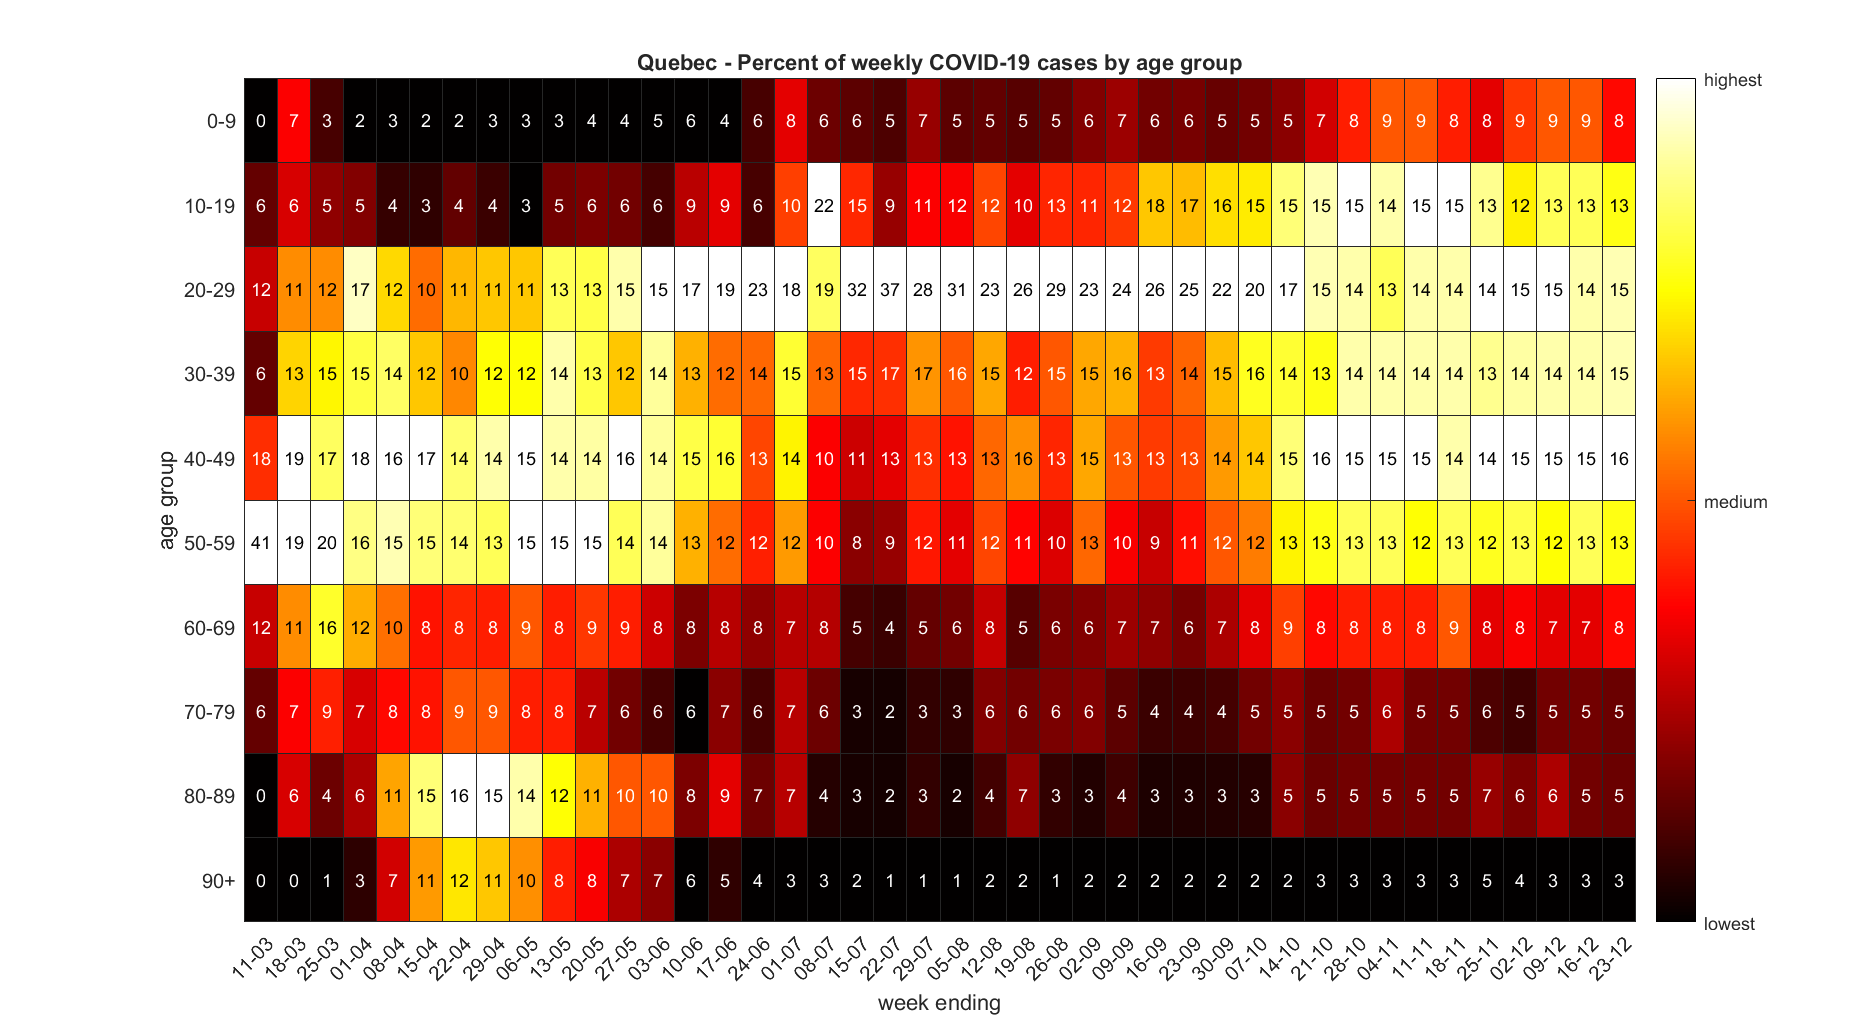 Quebec - Percent of weekly COVID-19 cases by age group
highest
0-9 0 7 3 2 3 2 2 3 3 3 4 4 5 6 4 6 8 6 6 5 7 5 5 5 5 6 7 6 6 5 5 5 7 8 9 9 8 8 9 9 9 8
10-19 6 6 5 5 4 3 4 4 3 5 6 6 6 9 9 6 10 22 15 9 11 12 12 10 13 11 12 18 17 16 15 15 15 15 14 15 15 13 12 13 13 13
20-29 12 11 12 17 12 10 11 11 11 13 13 15 15 17 19 23 18 19 32 37 28 31 23 26 29 23 24 26 25 22 20 17 15 14 13 14 14 14 15 15 14 15
30-39 6 13 15 15 14 12 10 12 12 14 13 12 14 13 12 14 15 13 15 17 17 16 15 12 15 15 16 13 14 15 16 14 13 14 14 14 14 13 14 14 14 15
age group
40-49 18 19 17 18 16 17 14 14 15 14 14 16 14 15 16 13 14 10 11 13 13 13 13 16 13 15 13 13 13 14 14 15 16 15 15 15 14 14 15 15 15 16
medium
50-59 41 19 20 16 15 15 14 13 15 15 15 14 14 13 12 12 12 10 8 9 12 11 12 11 10 13 10 9 11 12 12 13 13 13 13 12 13 12 13 12 13 13
60-69 12 11 16 12 10 8 8 8 9 8 9 9 8 8 8 8 7 8 5 4 5 6 8 5 6 6 7 7 6 7 8 9 8 8 8 8 9 8 8 7 7 8
70-79 6 7 9 7 8 8 9 9 8 8 7 6 6 6 7 6 7 6 3 2 3 3 6 6 6 6 5 4 4 4 5 5 5 5 6 5 5 6 5 5 5 5
80-89 0 6 4 6 11 15 16 15 14 12 11 10 10 8 9 7 7 4 3 2 3 2 4 7 3 3 4 3 3 3 3 5 5 5 5 5 5 7 6 6 5 5
90+ 0 0 1 3 7 11 12 11 10 8 8 7 7 6 5 4 3 3 2 1 1 1 2 2 1 2 2 2 2 2 2 2 3 3 3 3 3 5 4 3 3 3
lowest
11-03 18-03 25-03 01-04 08-04 15-04 22-04 29-04 06-05 13-05 20-05 27-05 03-06 10-06 17-06 24-06 01-07 08-07 15-07 22-07 29-07 05-08 12-08 19-08 26-08 02-09 09-09 16-09 23-09 30-09 07-10 14-10 21-10 28-10 04-11 11-11 18-11 25-11 02-12 09-12 16-12 23-12
week ending